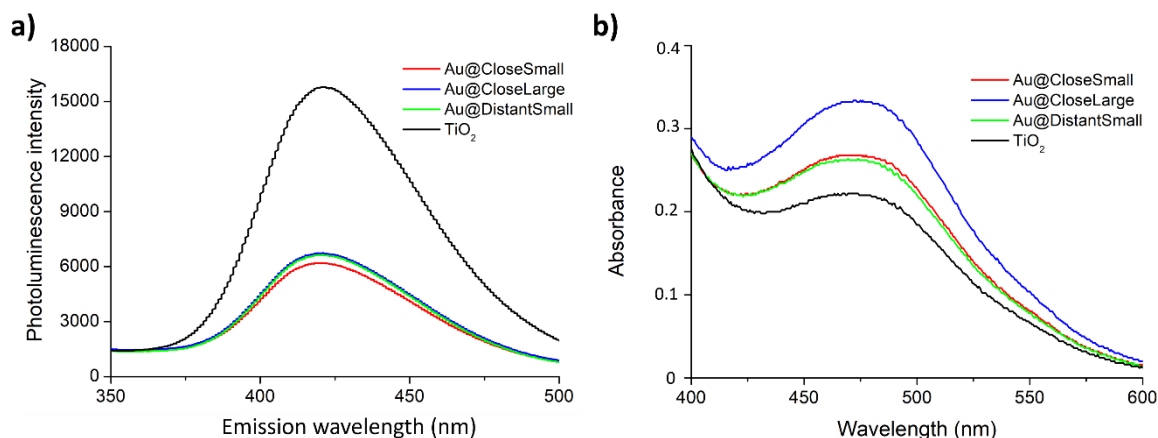 a)
18000
15000
12000
9000
6000
3000
0
Photoluminescence intensity
Au@CloseSmall
Au@CloseLarge
Au@DistantSmall
TiO₂
350
400
450
500
Emission wavelength (nm)
b)
0.4
0.3
0.2
0.1
0
Absorbance
Au@CloseSmall
Au@CloseLarge
Au@DistantSmall
TiO₂
400
450
500
550
600
Wavelength (nm)